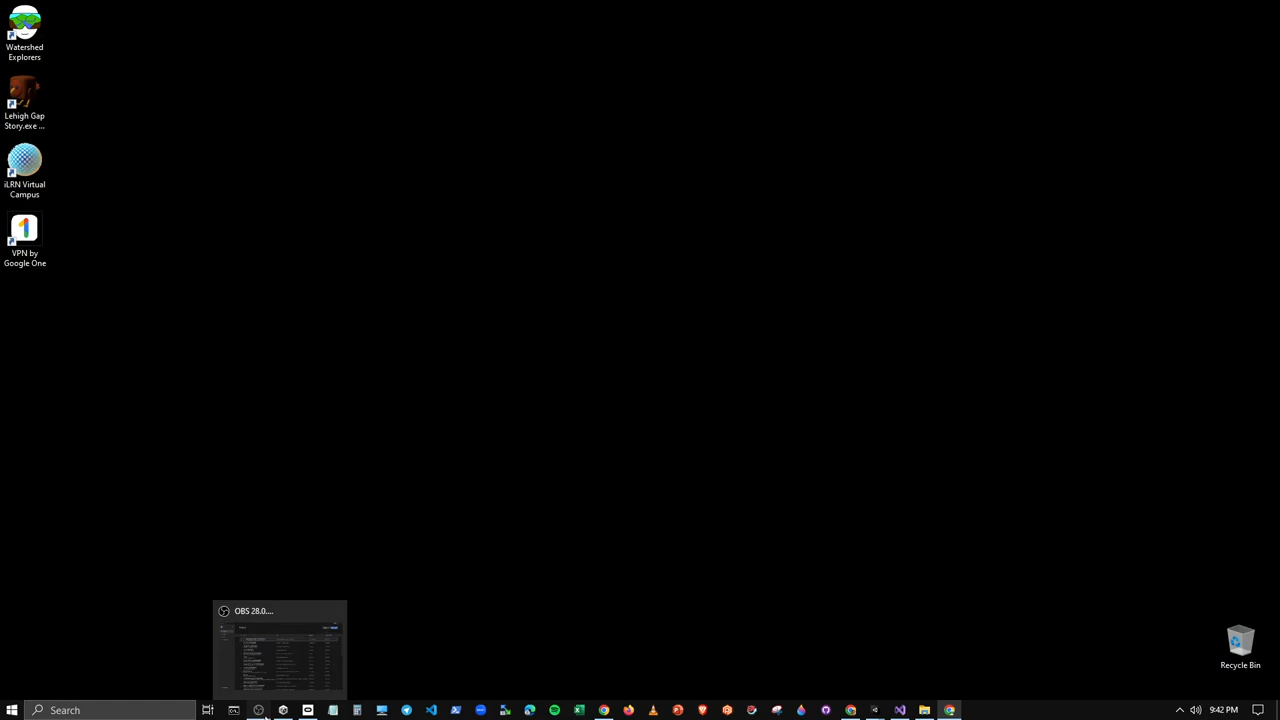 Watershed
Explorers
Lehigh Gap
Story.exe ...
iLRN Virtual
Campus
VPN by
Google One
OBS 28.0....
Recycle Bin
Search
9:42 PM